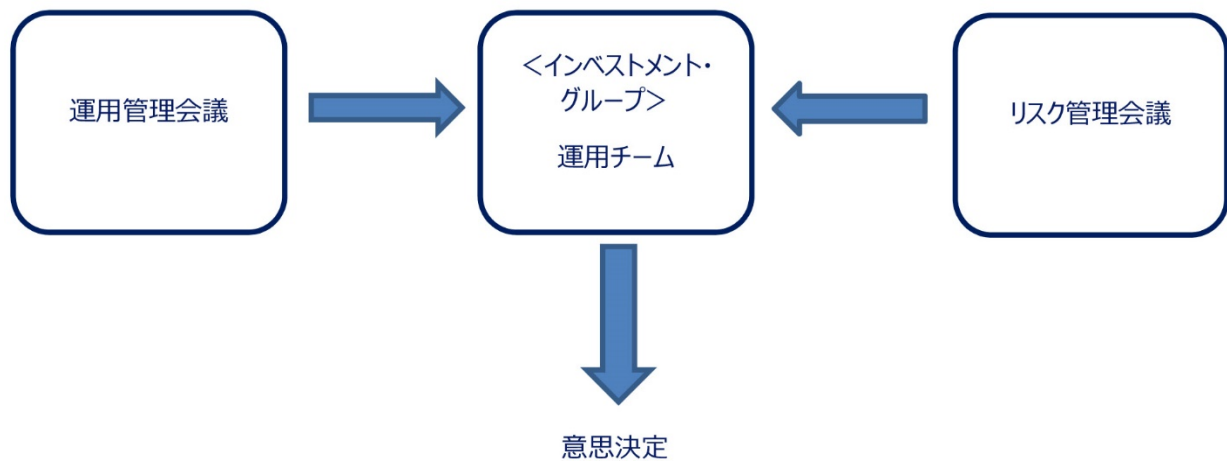 運用管理会議
＜インベストメント・
グループ＞
運用チーム
リスク管理会議
意思決定